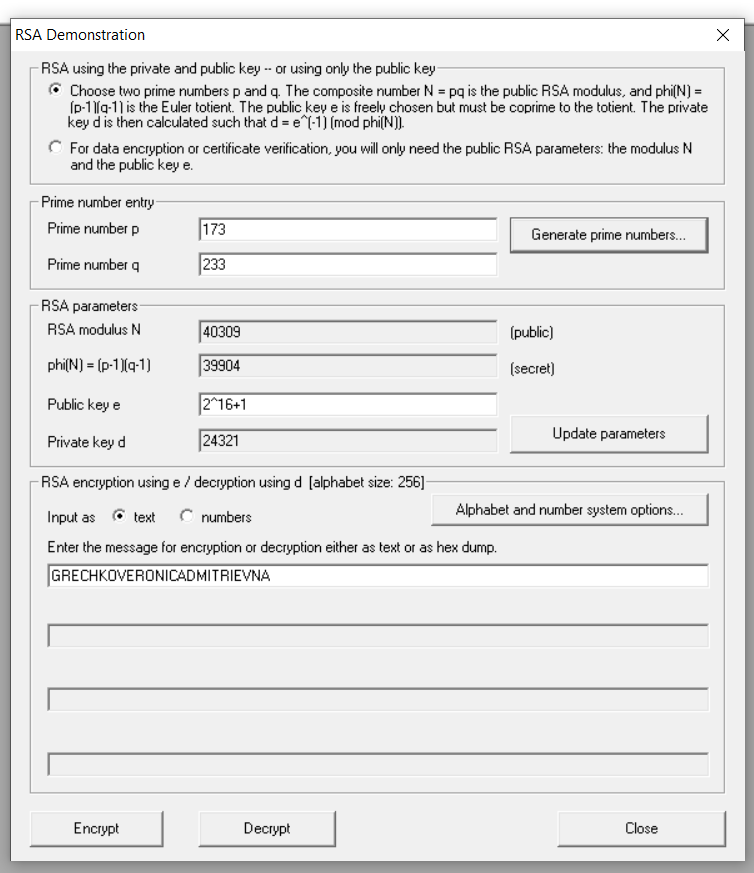 RSA Demonstration
RSA using the private and public key -- or using only the public key
Choose two prime numbers p and q. The composite number N = pq is the public RSA modulus, and phi(N) =
(p-1)(q-1) is the Euler totient. The public key e is freely chosen but must be coprime to the totient. The private
key d is then calculated such that d = e^(-1) (mod phi(N)).
For data encryption or certificate verification, you will only need the public RSA parameters: the modulus N
and the public key e.
Prime number entry
Prime number p 173 Generate prime numbers...
Prime number q 233
RSA parameters
RSA modulus N 40309 (public)
phi(N) = (p-1)(q-1) 39904 (secret)
Public key e 2^16+1
Private key d 24321 Update parameters
RSA encryption using e / decryption using d [alphabet size: 256]
Input as text numbers Alphabet and number system options...
Enter the message for encryption or decryption either as text or as hex dump.
GRECHKOVERONICADMITRIEVNA
Encrypt Decrypt Close